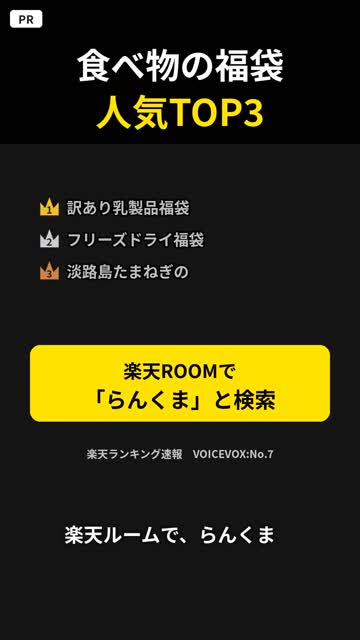 PR
食べ物の福袋
人気TOP3
1 訳あり乳製品福袋
2 フリーズドライ福袋
3 淡路島たまねぎの
楽天ROOMで
「らんくま」と検索
楽天ランキング速報 VOICEVOX:No.7
楽天ルームで、らんくま